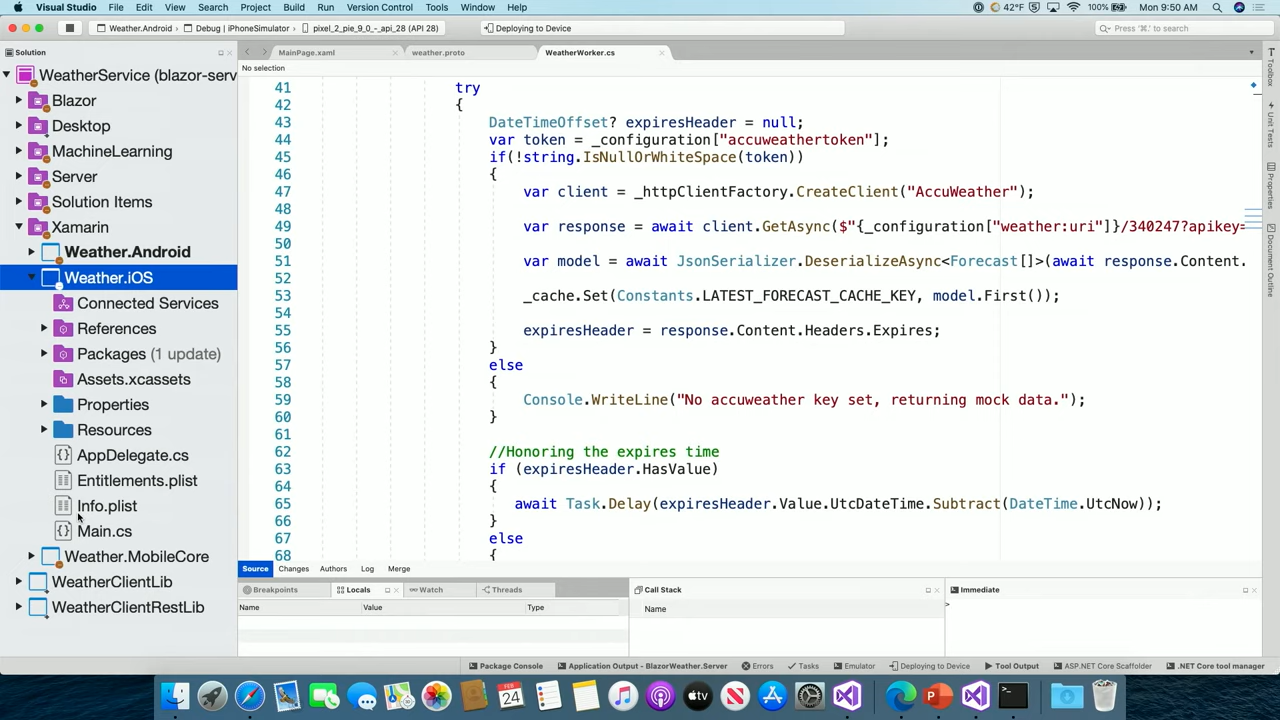 Visual Studio File Edit View Search Project Build Run Version Control Tools Window Help 42°F 100% Mon 9:50 AM
Weather.Android Debug | iPhoneSimulator pixel_2_pie_9_0_-_api_28 (API 28) Deploying to Device Press '⌘.' to search
Solution
MainPage.xaml weather.proto WeatherWorker.cs
No selection
WeatherService (blazor-serv
Blazor
Desktop
MachineLearning
Server
Solution Items
Xamarin
Weather.Android
Weather.iOS
Connected Services
References
Packages (1 update)
Assets.xcassets
Properties
Resources
AppDelegate.cs
Entitlements.plist
Info.plist
Main.cs
Weather.MobileCore
WeatherClientLib
WeatherClientRestLib
41 try
42 {
43 DateTimeOffset? expiresHeader = null;
44 var token = _configuration["accuweathertoken"];
45 if(!string.IsNullOrWhiteSpace(token))
46 {
47 var client = _httpClientFactory.CreateClient("AccuWeather");
48
49 var response = await client.GetAsync($"{_configuration["weather:uri"]}/340247?apikey=
50
51 var model = await JsonSerializer.DeserializeAsync<Forecast[]>(await response.Content.
52
53 _cache.Set(Constants.LATEST_FORECAST_CACHE_KEY, model.First());
54
55 expiresHeader = response.Content.Headers.Expires;
56 }
57 else
58 {
59 Console.WriteLine("No accuweather key set, returning mock data.");
60 }
61
62 //Honoring the expires time
63 if (expiresHeader.HasValue)
64 {
65 await Task.Delay(expiresHeader.Value.UtcDateTime.Subtract(DateTime.UtcNow));
66 }
67 else
68 {
Toolbox
Unit Tests
Properties
Document Outline
Source Changes Authors Log Merge
Breakpoints Locals Watch Threads Call Stack Immediate
Name Value Type Name >
Package Console Application Output - BlazorWeather.Server Errors Tasks Emulator Deploying to Device Tool Output ASP.NET Core Scaffolder .NET Core tool manager
FEB
24